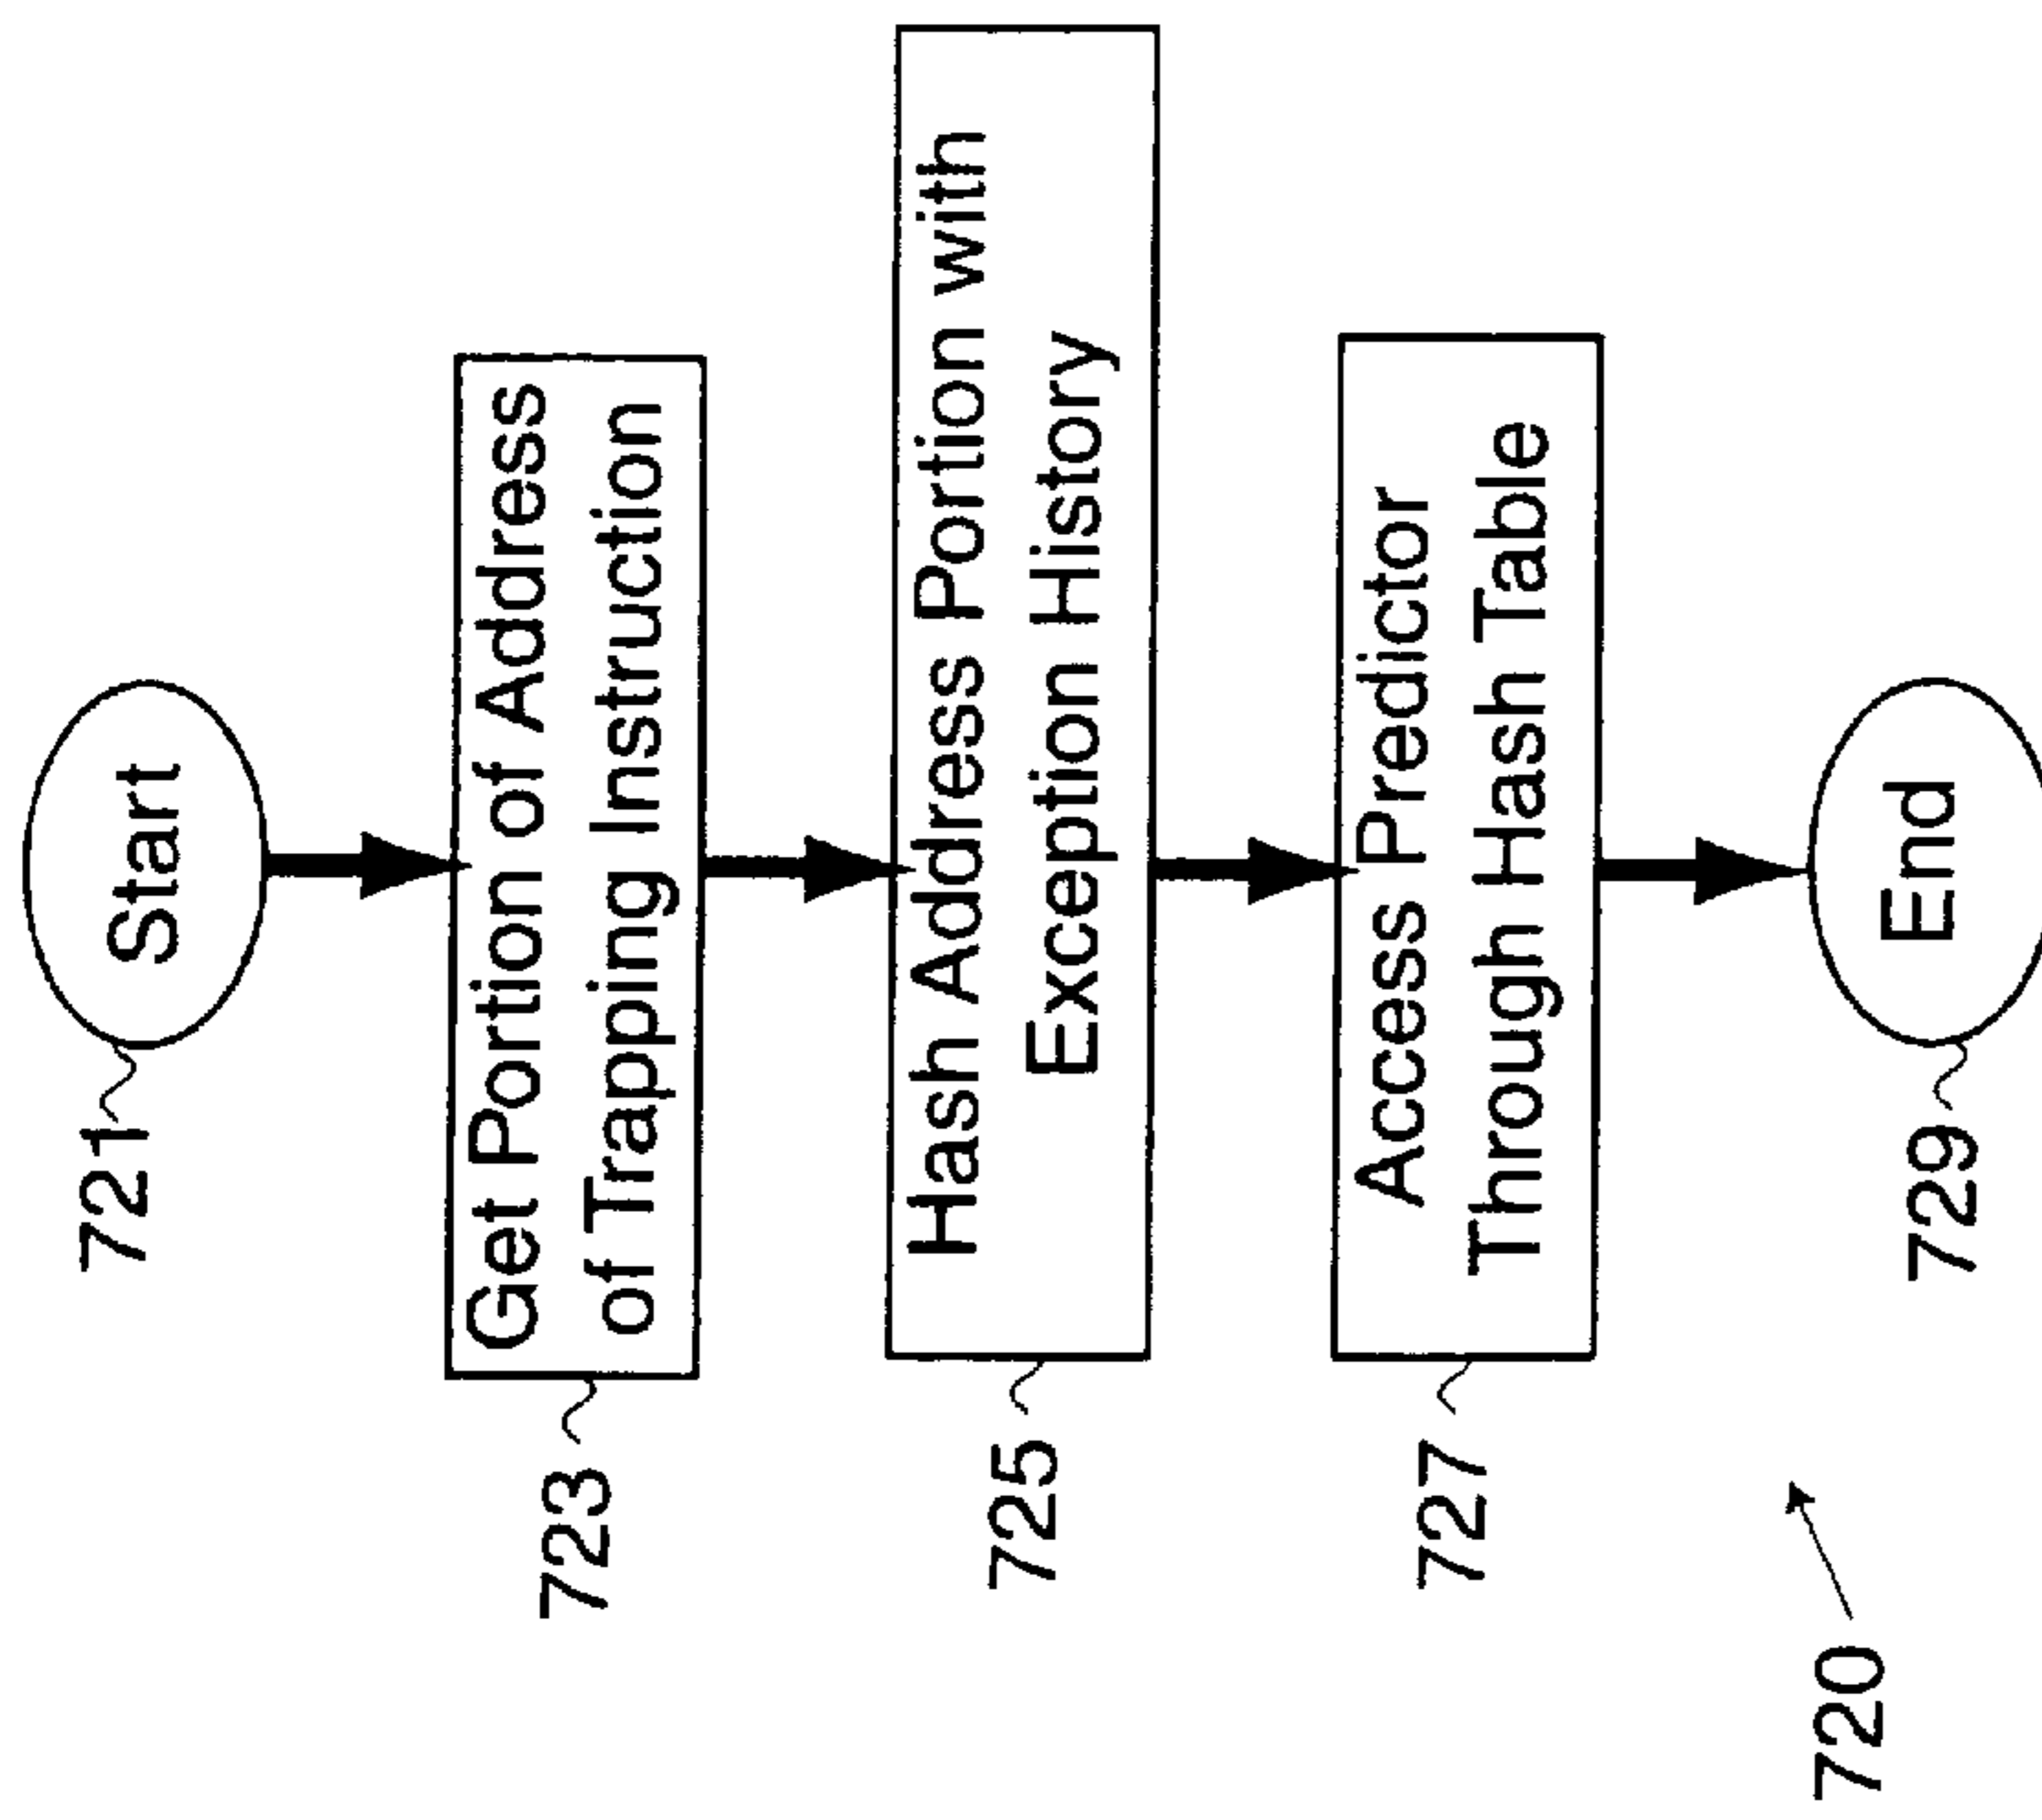 721
Start
723
Get Portion of Address
of Trapping Instruction
725
Hash Address Portion with
Exception History
727
Access Predictor
Through Hash Table
729
End
720